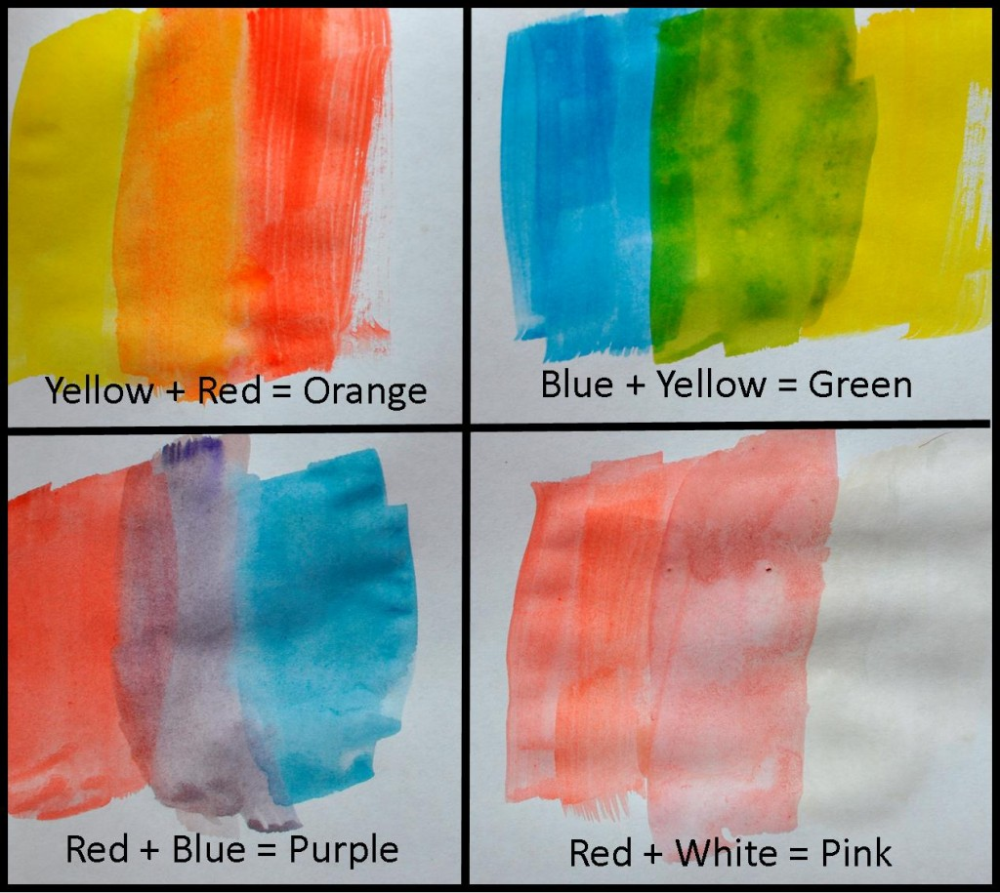 Yellow + Red = Orange
Blue + Yellow = Green
Red + Blue = Purple
Red + White = Pink